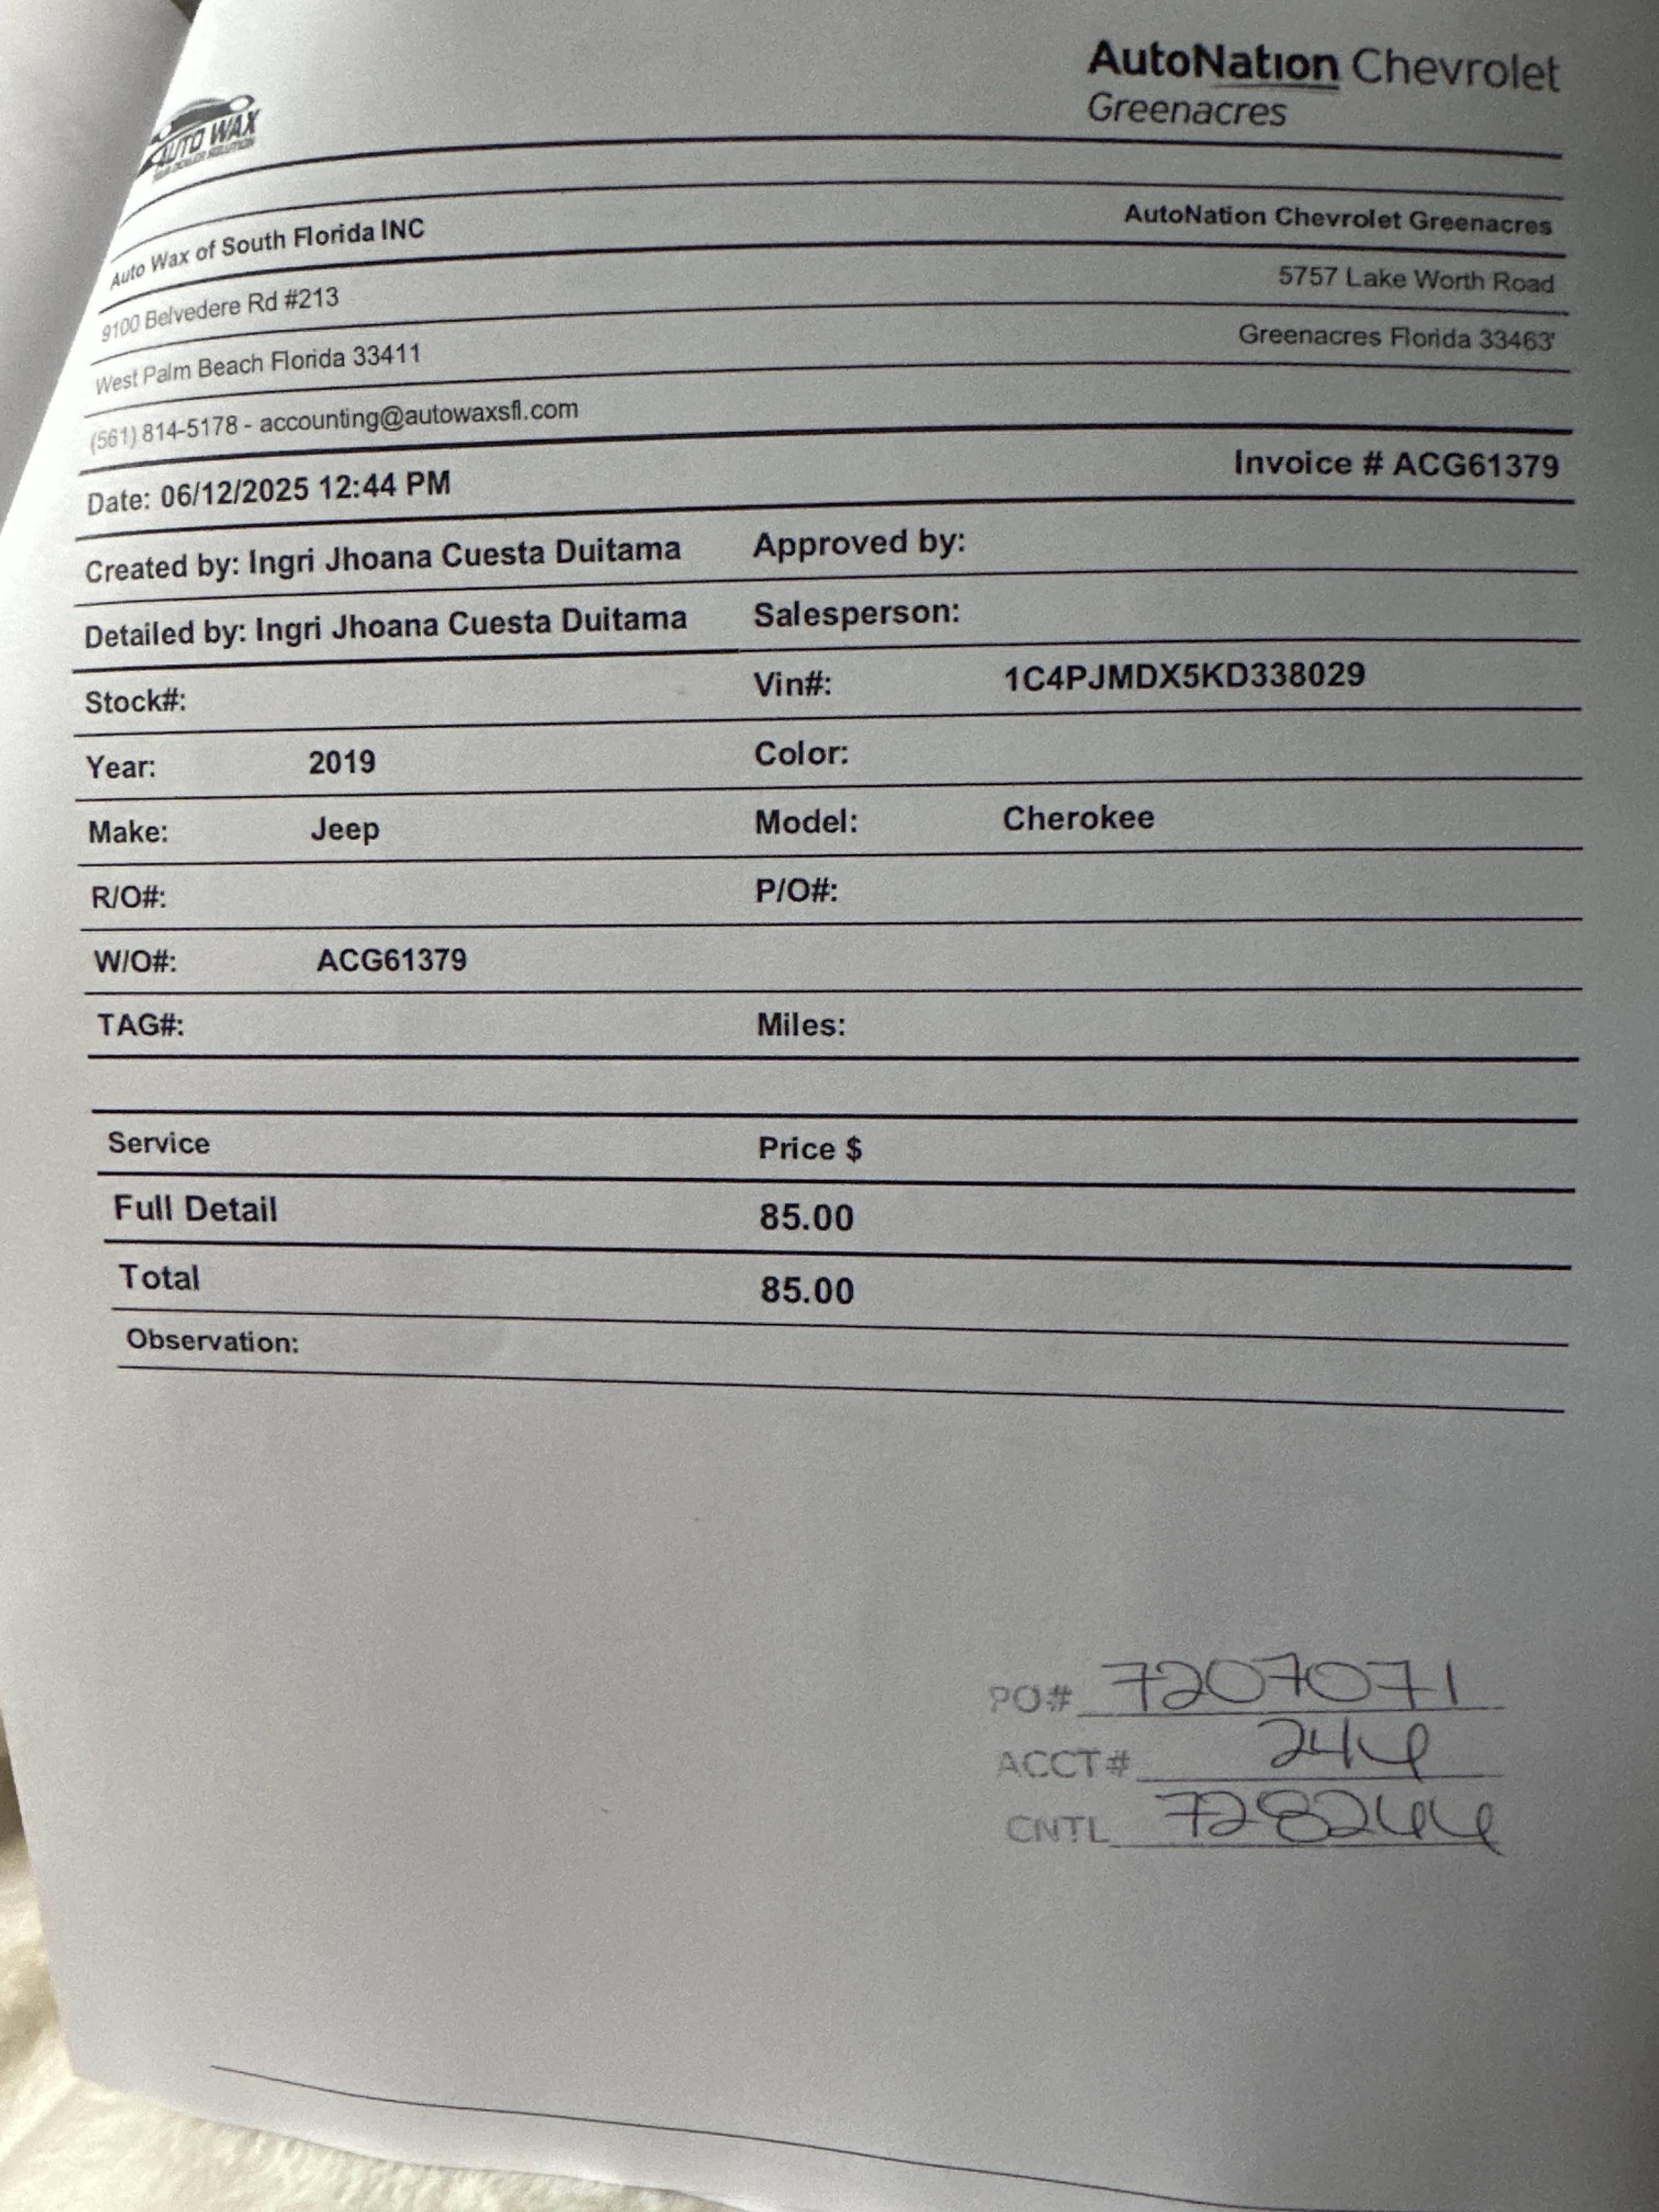 AutoNation Chevrolet
Greenacres
AUTO WAX
Auto Wax of South Florida INC
AutoNation Chevrolet Greenacres
9100 Belvedere Rd #213
5757 Lake Worth Road
West Palm Beach Florida 33411
Greenacres Florida 33463
(561) 814-5178 - accounting@autowaxsfl.com
Date: 06/12/2025 12:44 PM
Invoice # ACG61379
Created by: Ingri Jhoana Cuesta Duitama
Approved by:
Detailed by: Ingri Jhoana Cuesta Duitama
Salesperson:
Stock#:
Vin#: 1C4PJMDX5KD338029
Year: 2019
Color:
Make: Jeep
Model: Cherokee
R/O#:
P/O#:
W/O#: ACG61379
TAG#:
Miles:
Service Price $
Full Detail 85.00
Total 85.00
Observation:
PO# 7207071
ACCT# 244
CNTL 728244